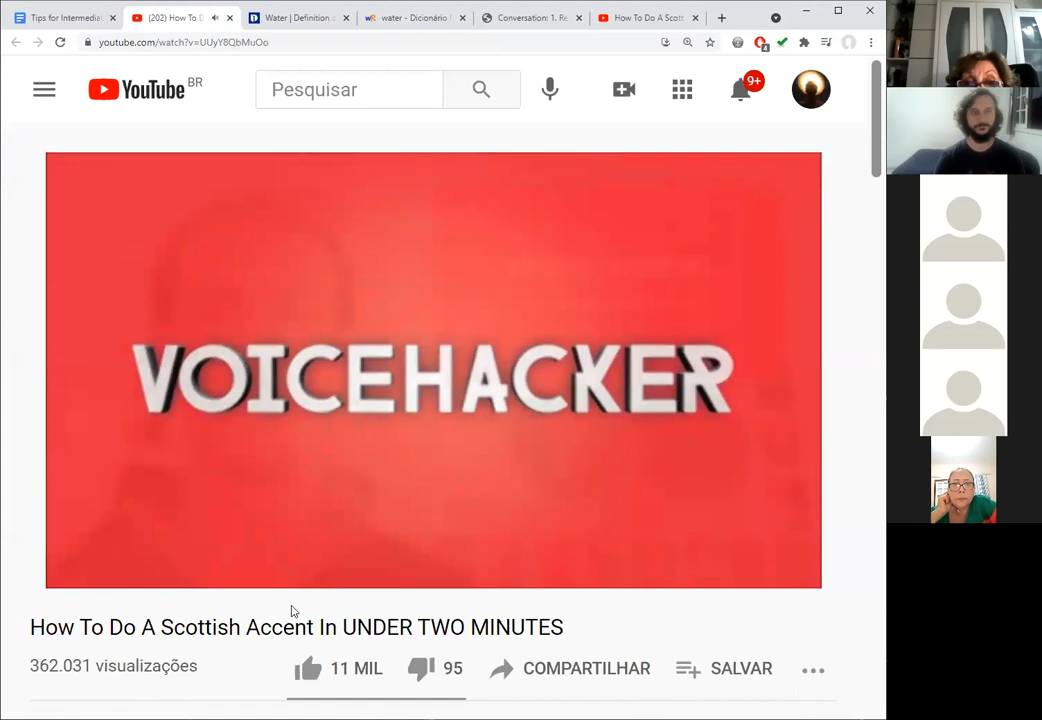 Tips for Intermediat
(202) How To D
Water | Definition o
water - Dicionário
Conversation: 1. Re
How To Do A Scott
youtube.com/watch?v=UUyY8QbMuOo
4
YouTube BR
Pesquisar
9+
VOICEHACKER
How To Do A Scottish Accent In UNDER TWO MINUTES
362.031 visualizações
11 MIL
95
COMPARTILHAR
SALVAR